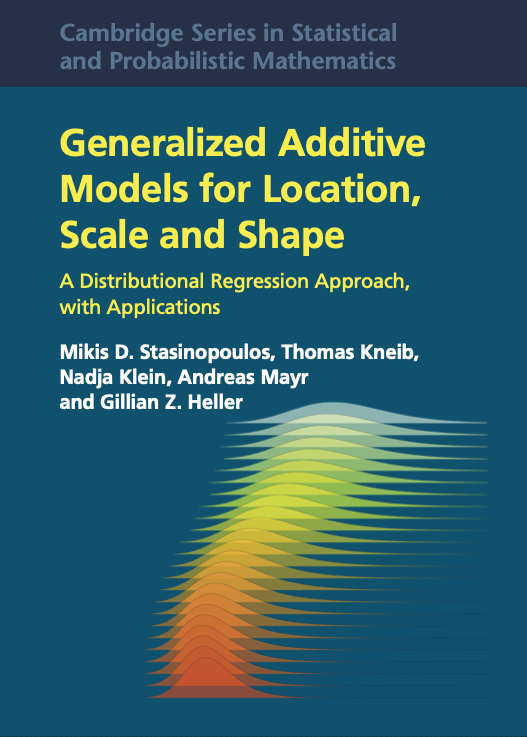 Cambridge Series in Statistical
and Probabilistic Mathematics
Generalized Additive
Models for Location,
Scale and Shape
A Distributional Regression Approach,
with Applications
Mikis D. Stasinopoulos, Thomas Kneib,
Nadja Klein, Andreas Mayr
and Gillian Z. Heller